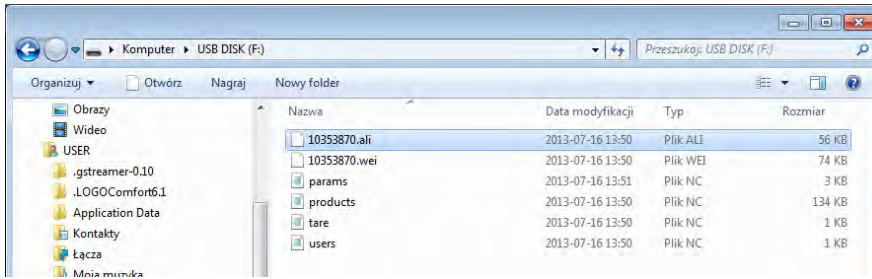 Komputer ▸ USB DISK (F:)
Przeszukaj: USB DISK (F:)
Organizuj Otwórz Nagraj Nowy folder
Obrazy
Wideo
USER
.gstreamer-0.10
.LOGOComfort6.1
Application Data
Kontakty
Łącza
Moja muzyka
Nazwa Data modyfikacji Typ Rozmiar
10353870.ali 2013-07-16 13:50 Plik ALI 56 KB
10353870.wei 2013-07-16 13:50 Plik WEI 74 KB
params 2013-07-16 13:51 Plik NC 3 KB
products 2013-07-16 13:50 Plik NC 134 KB
tare 2013-07-16 13:50 Plik NC 1 KB
users 2013-07-16 13:50 Plik NC 1 KB